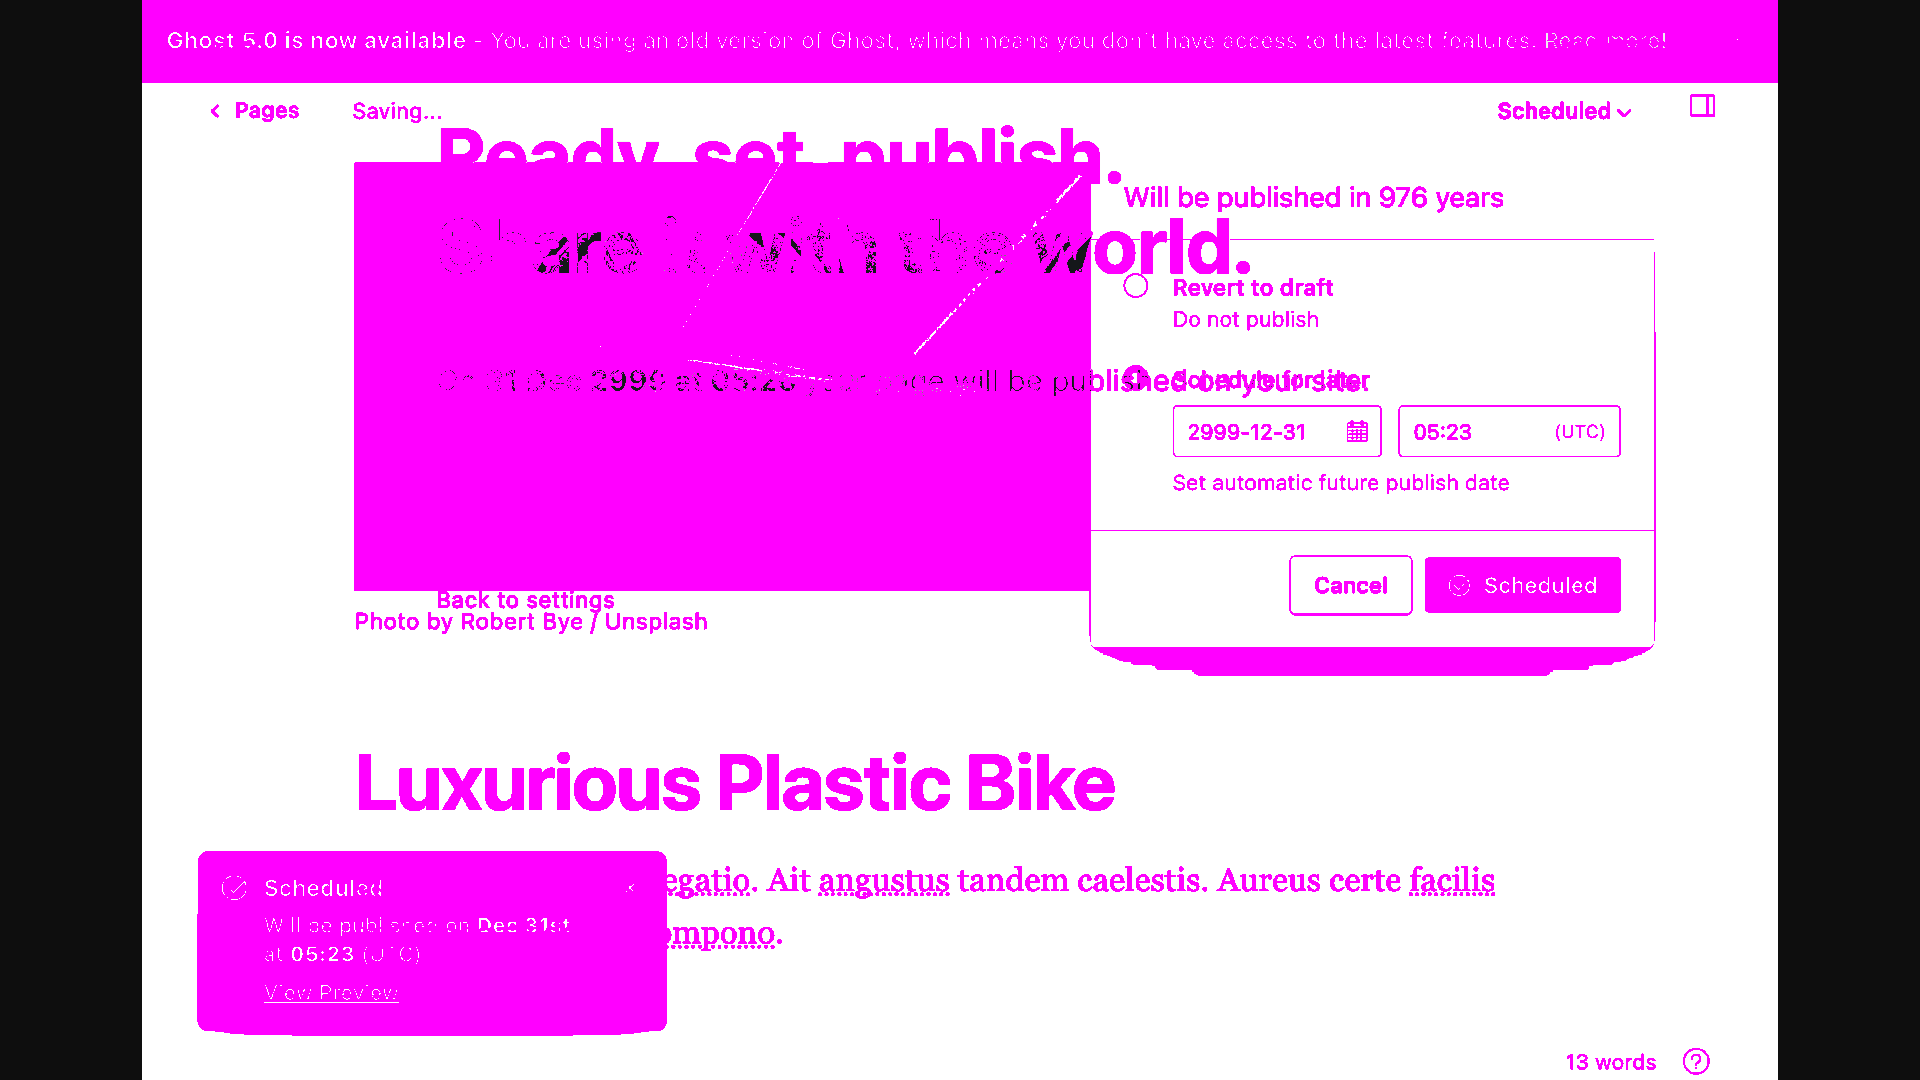 Ghost 5.0 is now available - You are using an old version of Ghost, which means you don't have access to the latest features. Read more!
Pages
Saving...
Scheduled
Ready, set, publish.
Share it with the world.
Will be published in 976 years
Revert to draft
Do not publish
On 31 Dec 2999 at 05:23 your page will be published on your site.
Schedule for later
2999-12-31
05:23
(UTC)
Set automatic future publish date
Cancel
Scheduled
Back to settings
Photo by Robert Bye / Unsplash
Luxurious Plastic Bike
egatio. Ait angustus tandem caelestis. Aureus certe facilis
ompono.
Scheduled
Will be published on Dec 31st
at 05:23 (UTC)
View Preview
13 words